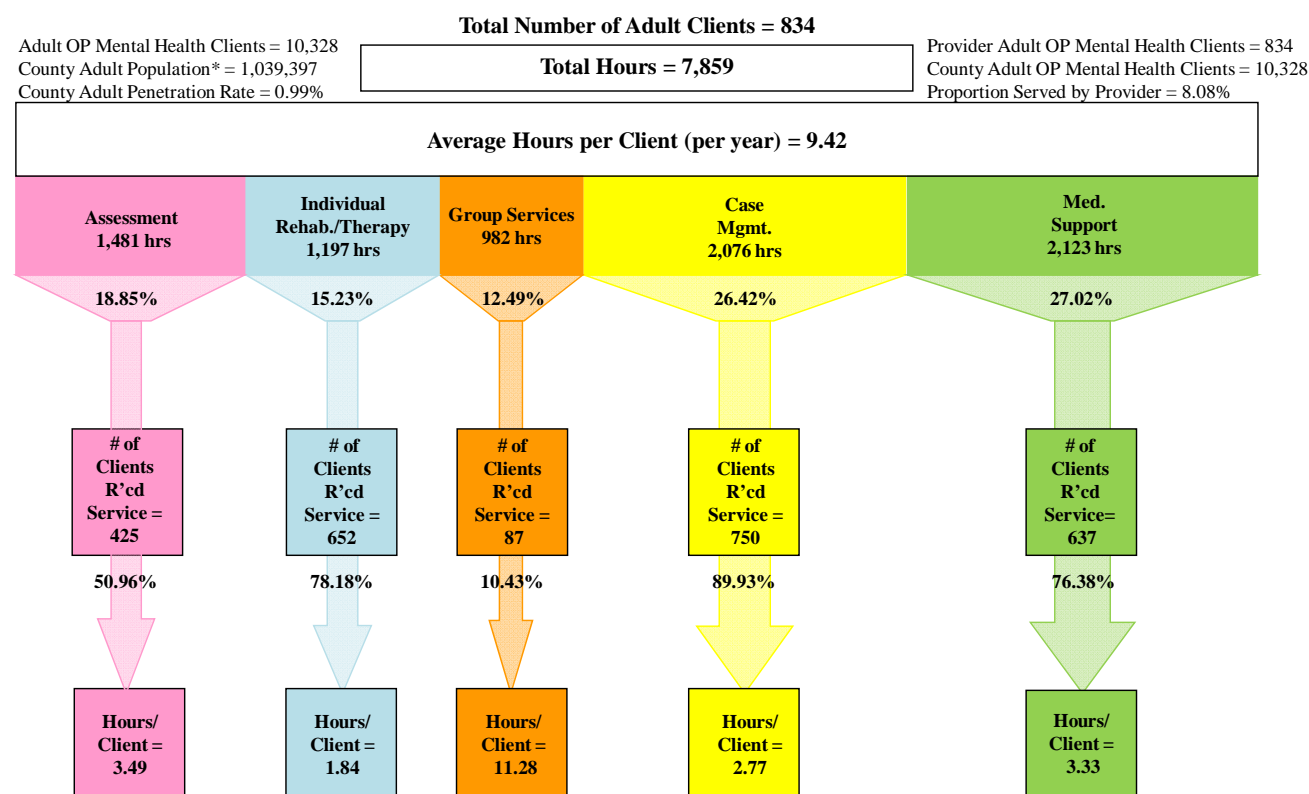 Total Number of Adult Clients = 834
Adult OP Mental Health Clients = 10,328
County Adult Population* = 1,039,397
County Adult Penetration Rate = 0.99%
Total Hours = 7,859
Provider Adult OP Mental Health Clients = 834
County Adult OP Mental Health Clients = 10,328
Proportion Served by Provider = 8.08%
Average Hours per Client (per year) = 9.42
Assessment
1,481 hrs
Individual
Rehab./Therapy
1,197 hrs
Group Services
982 hrs
Case
Mgmt.
2,076 hrs
Med.
Support
2,123 hrs
18.85%
15.23%
12.49%
26.42%
27.02%
# of
Clients
R’cd
Service =
425
# of
Clients
R’cd
Service =
652
# of
Clients
R’cd
Service =
87
# of
Clients
R’cd
Service =
750
# of
Clients
R’cd
Service=
637
50.96%
78.18%
10.43%
89.93%
76.38%
Hours/
Client =
3.49
Hours/
Client =
1.84
Hours/
Client =
11.28
Hours/
Client =
2.77
Hours/
Client =
3.33